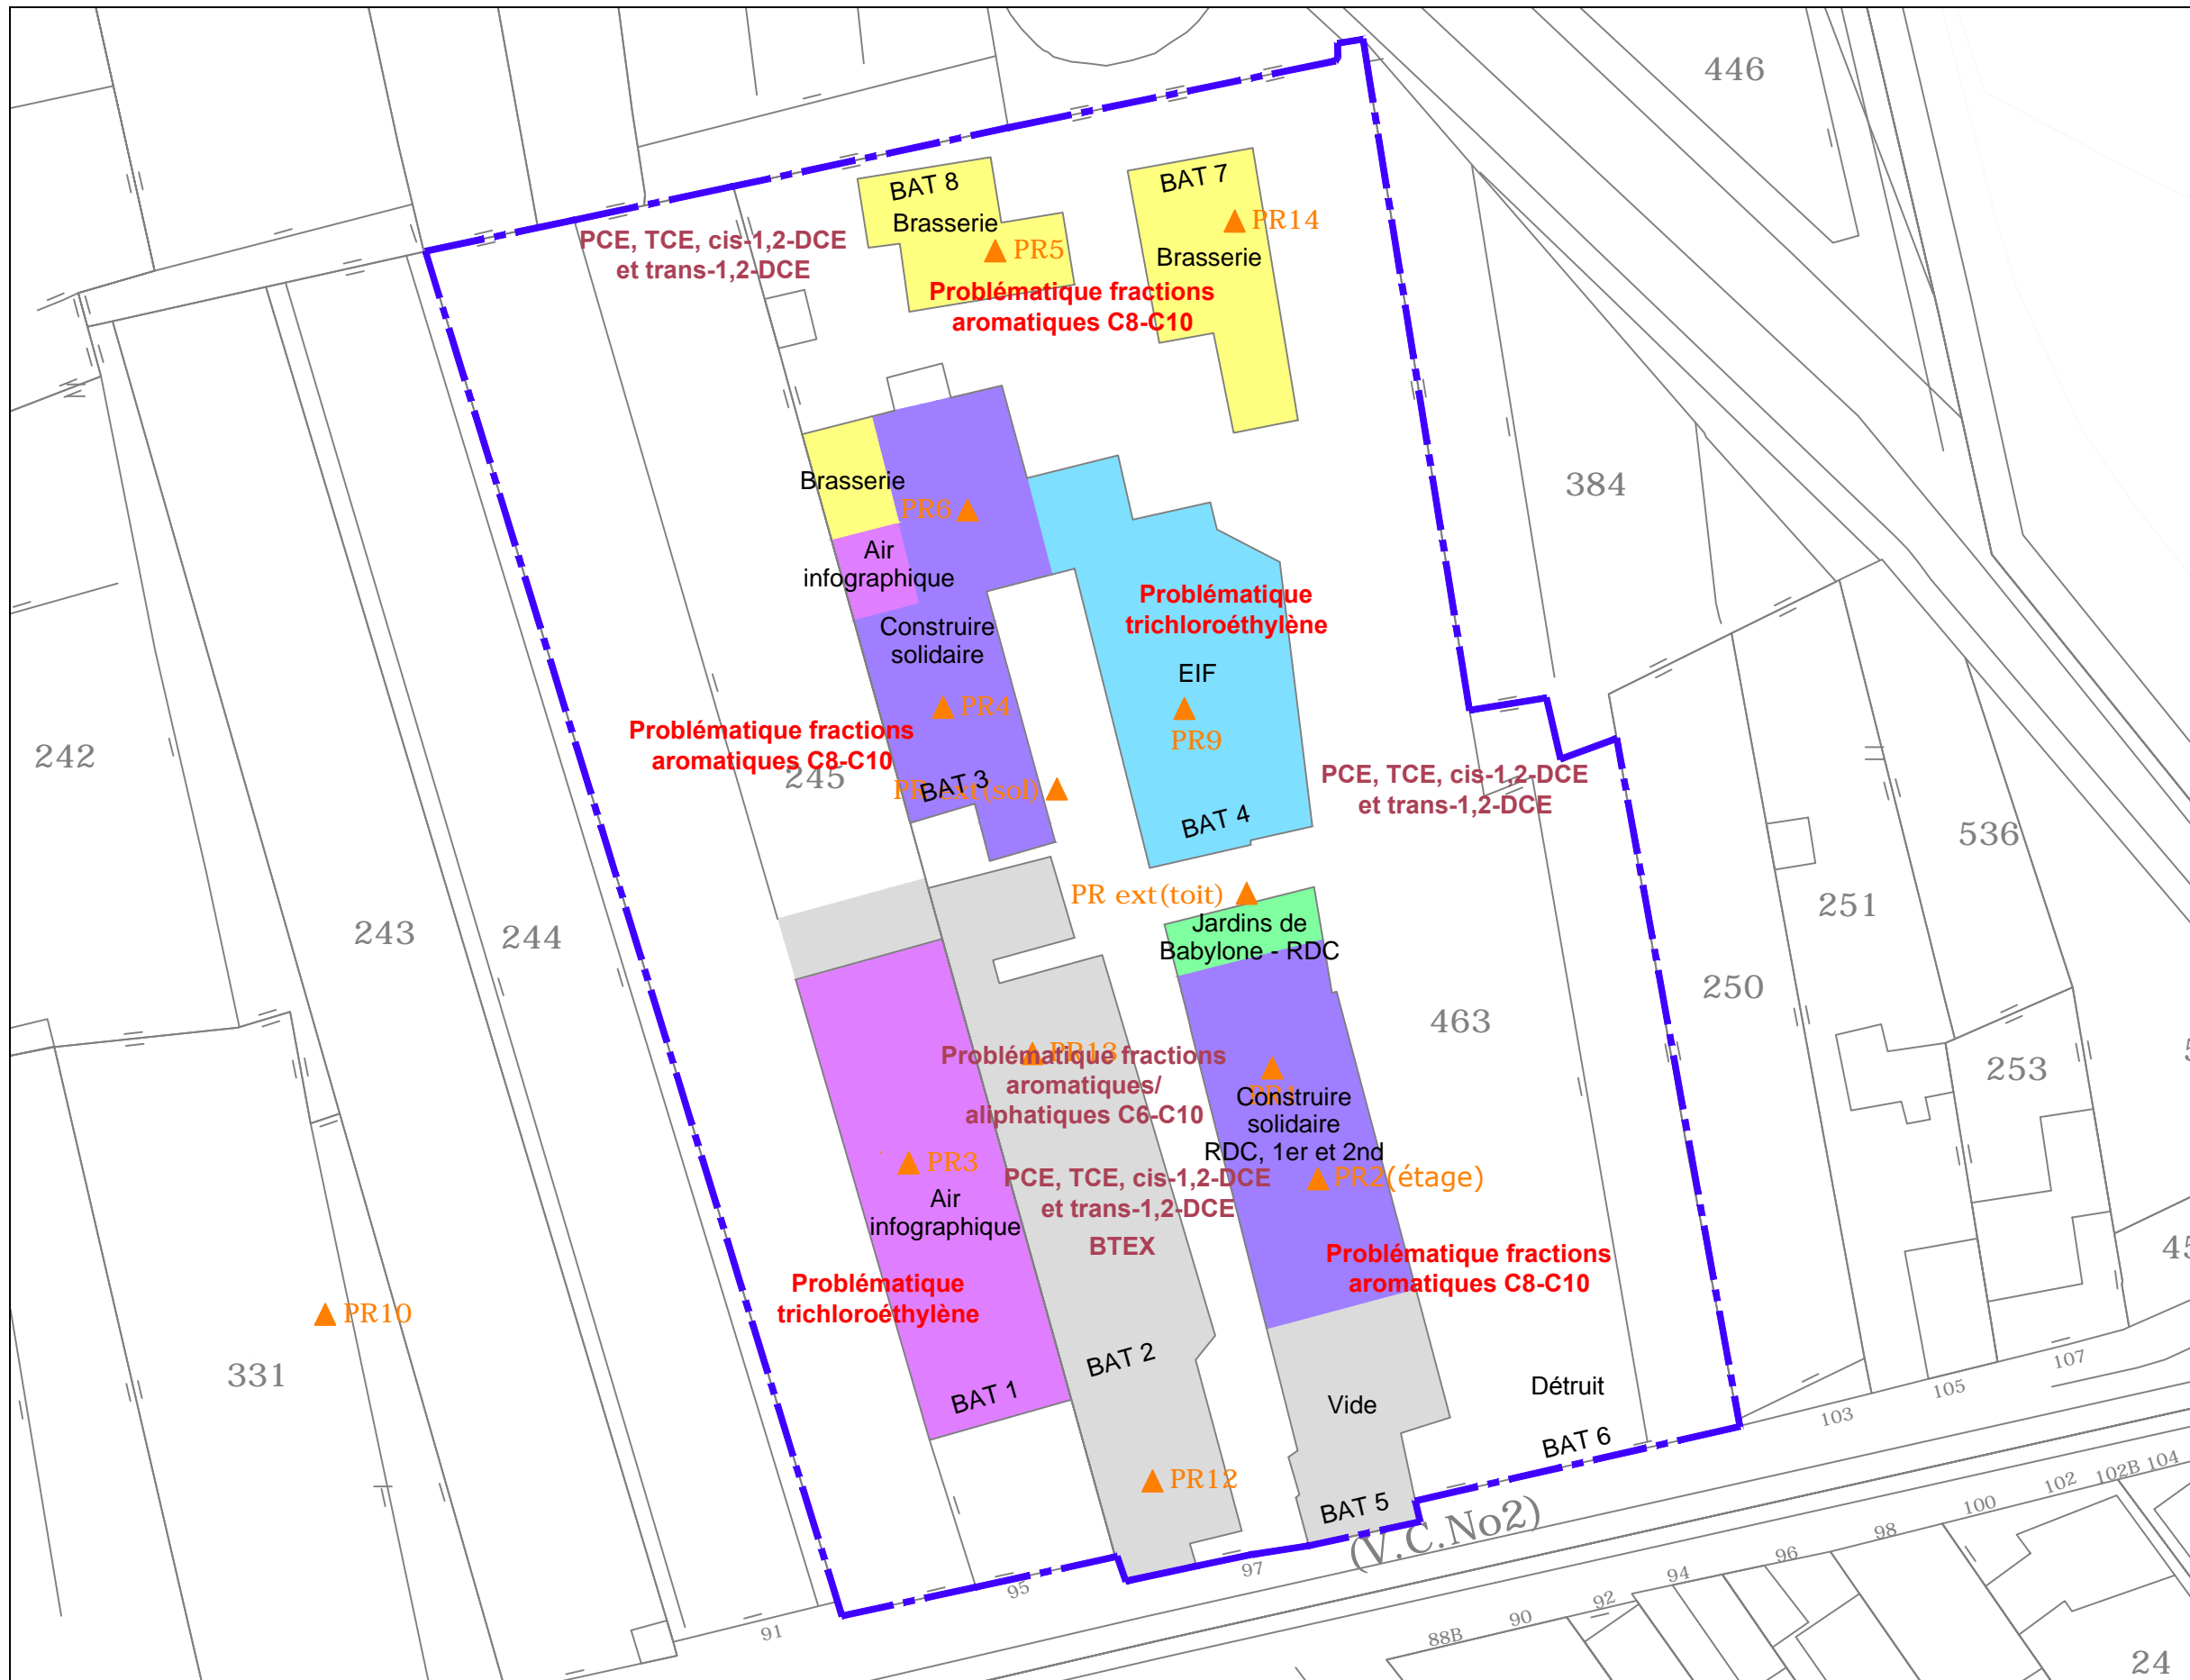 446
BAT 8
BAT 7
Brasserie
PR14
PCE, TCE, cis-1,2-DCE
et trans-1,2-DCE
PR5
Brasserie
Problématique fractions
aromatiques C8-C10
Brasserie
384
PR6
Air
infographique
Problématique
trichloroéthylène
Construire
solidaire
EIF
PR4
Problématique fractions
aromatiques C8-C10
PR9
242
245
BAT 3
PR ext(sol)
PCE, TCE, cis-1,2-DCE
et trans-1,2-DCE
BAT 4
536
PR ext(toit)
251
Jardins de
Babylone - RDC
243
244
250
463
PR13
Problématique fractions
aromatiques/
aliphatiques C6-C10
253
PR1
Construire
solidaire
RDC, 1er et 2nd
PR3
PCE, TCE, cis-1,2-DCE
et trans-1,2-DCE
PR2(étage)
Air
infographique
BTEX
Problématique fractions
aromatiques C8-C10
Problématique
trichloroéthylène
PR10
331
BAT 2
BAT 1
Vide
Détruit
BAT 6
107
105
103
PR12
BAT 5
(V.C.No2)
104
102B
102
100
98
96
94
92
90
88B
97
95
91
24